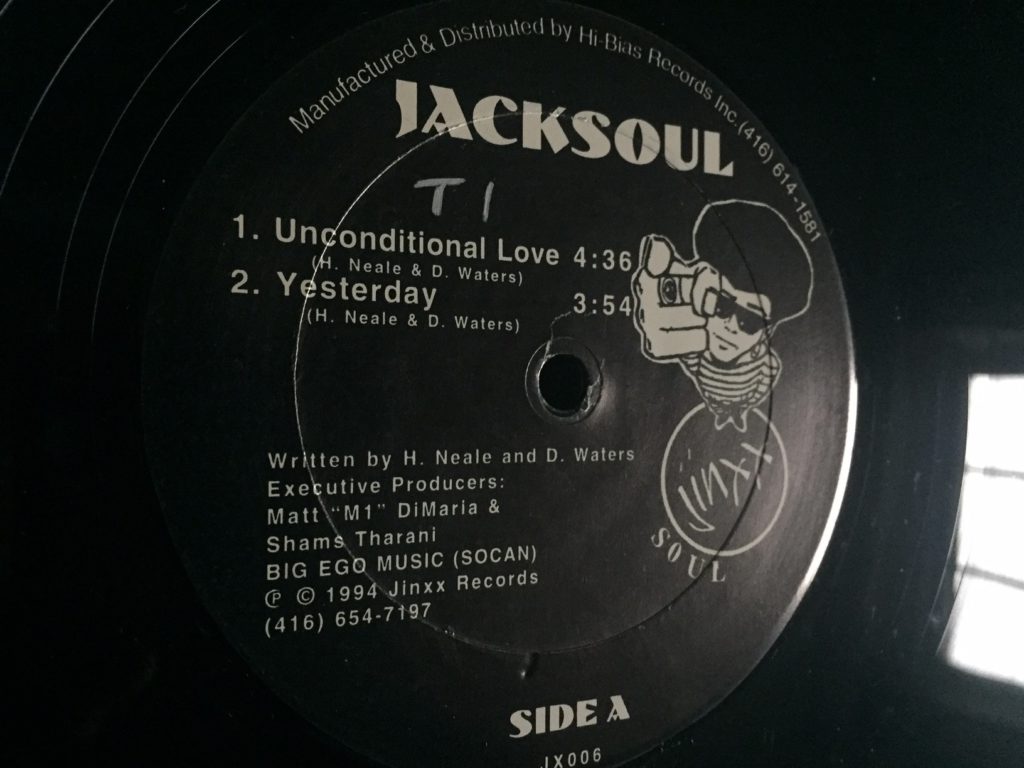 Manufactured & Distributed by Hi-Bias Records Inc.(416) 614-1581
JACKSOUL
T1
1. Unconditional Love 4:36
(H. Neale & D. Waters)
2. Yesterday 3:54
(H. Neale & D. Waters)
Written by H. Neale and D. Waters
Executive Producers:
Matt "M1" DiMaria &
Shams Tharani
BIG EGO MUSIC (SOCAN)
℗ © 1994 Jinxx Records
(416) 654-7197
SOUL
SIDE A
JX006